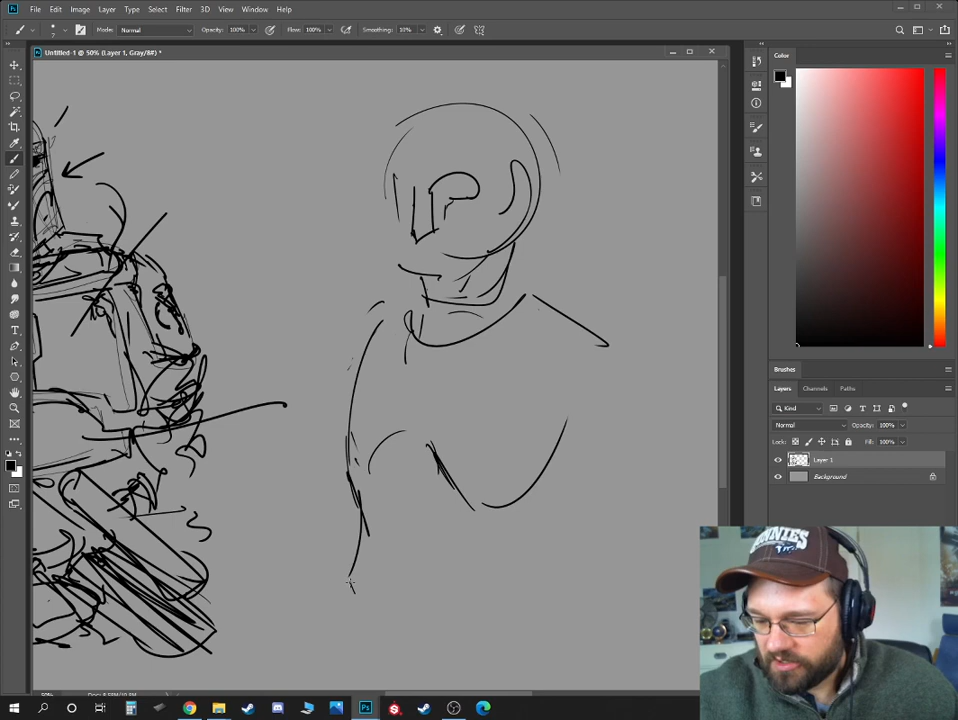 File Edit Image Layer Type Select Filter 3D View Window Help
Mode: Normal Opacity: 100% Flow: 100% Smoothing: 10%
Untitled-1 @ 50% (Layer 1, Gray/8#) *
Color
Brushes
Layers Channels Paths
Kind
Normal Opacity: 100%
Lock: Fill: 100%
Layer 1
Background